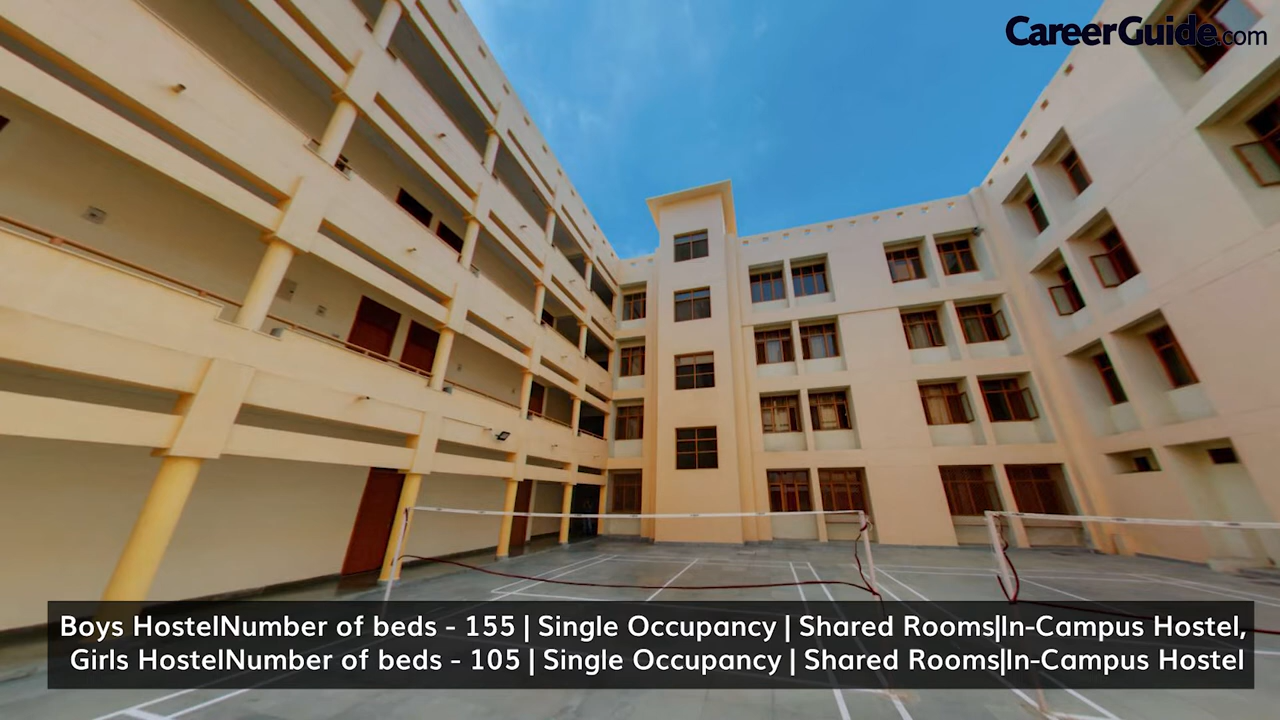 CareerGuide.com
Boys HostelNumber of beds - 155 | Single Occupancy | Shared Rooms|In-Campus Hostel,
Girls HostelNumber of beds - 105 | Single Occupancy | Shared Rooms|In-Campus Hostel